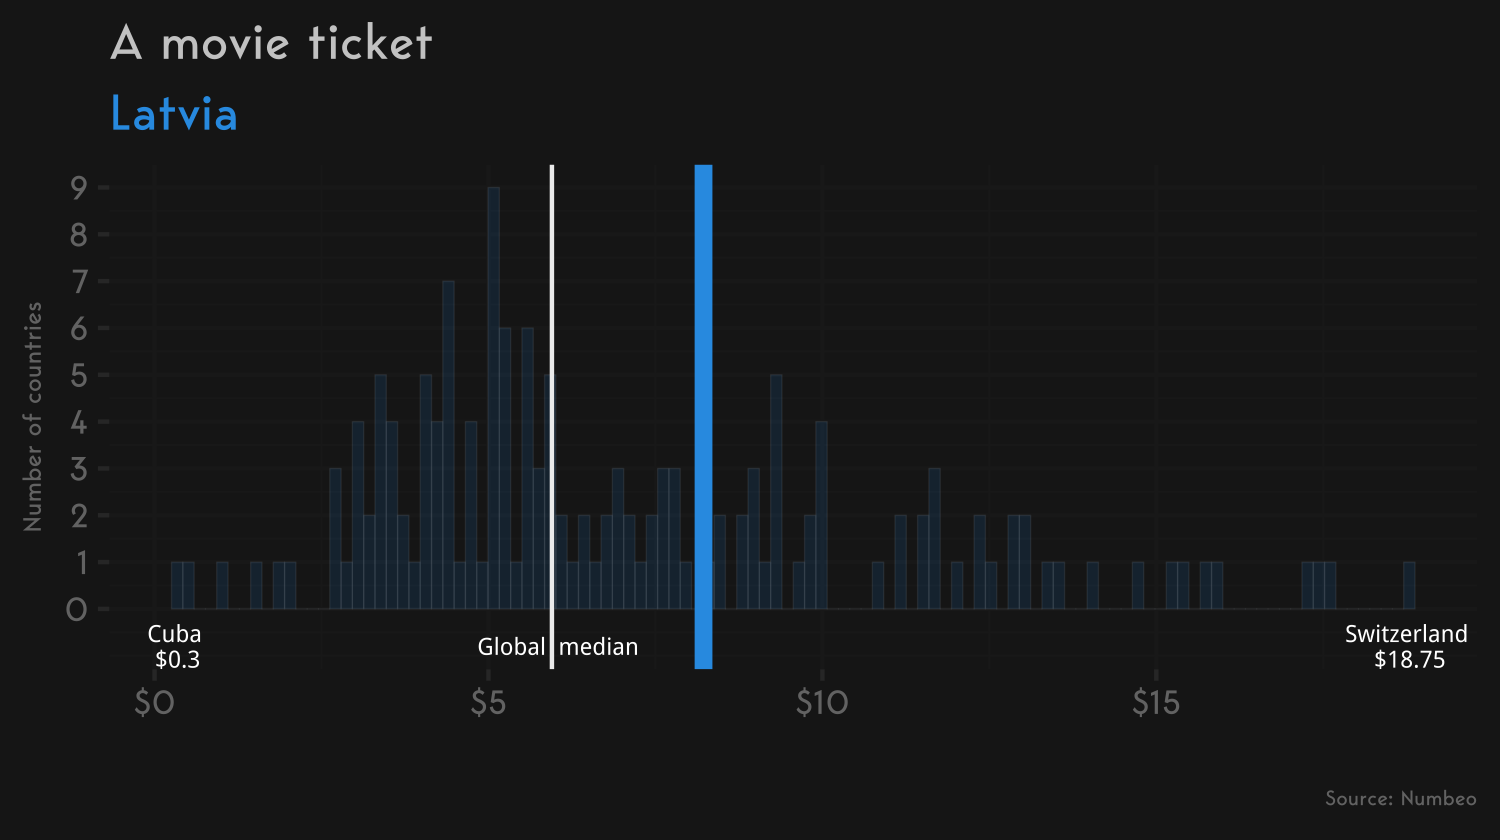 A movie ticket
Latvia
Number of countries
9
8
7
6
5
4
3
2
1
0
Cuba
$0.3
Global median
Switzerland
$18.75
$0 $5 $10 $15
Source: Numbeo